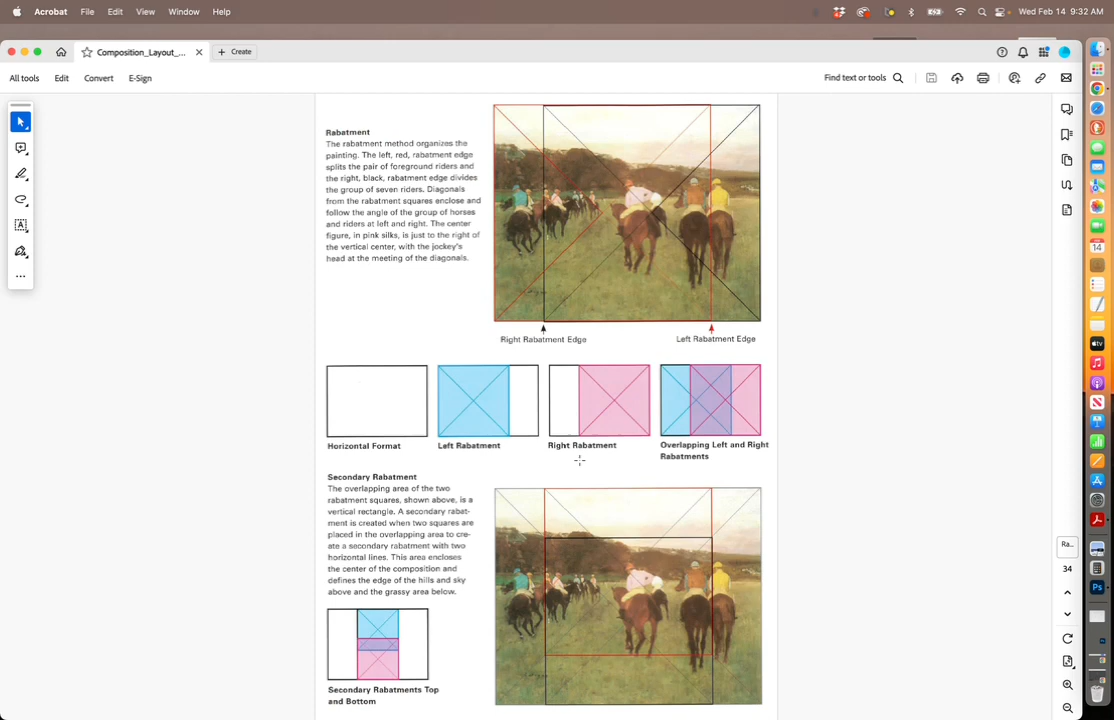 Acrobat File Edit View Window Help
Wed Feb 14 9:32 AM
Composition_Layout_...
+ Create
All tools Edit Convert E-Sign
Find text or tools
Rabatment
The rabatment method organizes the
painting. The left, red, rabatment edge
splits the pair of foreground riders and
the right, black, rabatment edge divides
the group of seven riders. Diagonals
from the rabatment squares enclose and
follow the angle of the group of horses
and riders at left and right. The center
figure, in pink silks, is just to the right of
the vertical center, with the jockey's
head at the meeting of the diagonals.
Right Rabatment Edge
Left Rabatment Edge
Horizontal Format
Left Rabatment
Right Rabatment
Overlapping Left and Right
Rabatments
Secondary Rabatment
The overlapping area of the two
rabatment squares, shown above, is a
vertical rectangle. A secondary rabat-
ment is created when two squares are
placed in the overlapping area to cre-
ate a secondary rabatment with two
horizontal lines. This area encloses
the center of the composition and
defines the edge of the hills and sky
above and the grassy area below.
Secondary Rabatments Top
and Bottom
Ra...
34